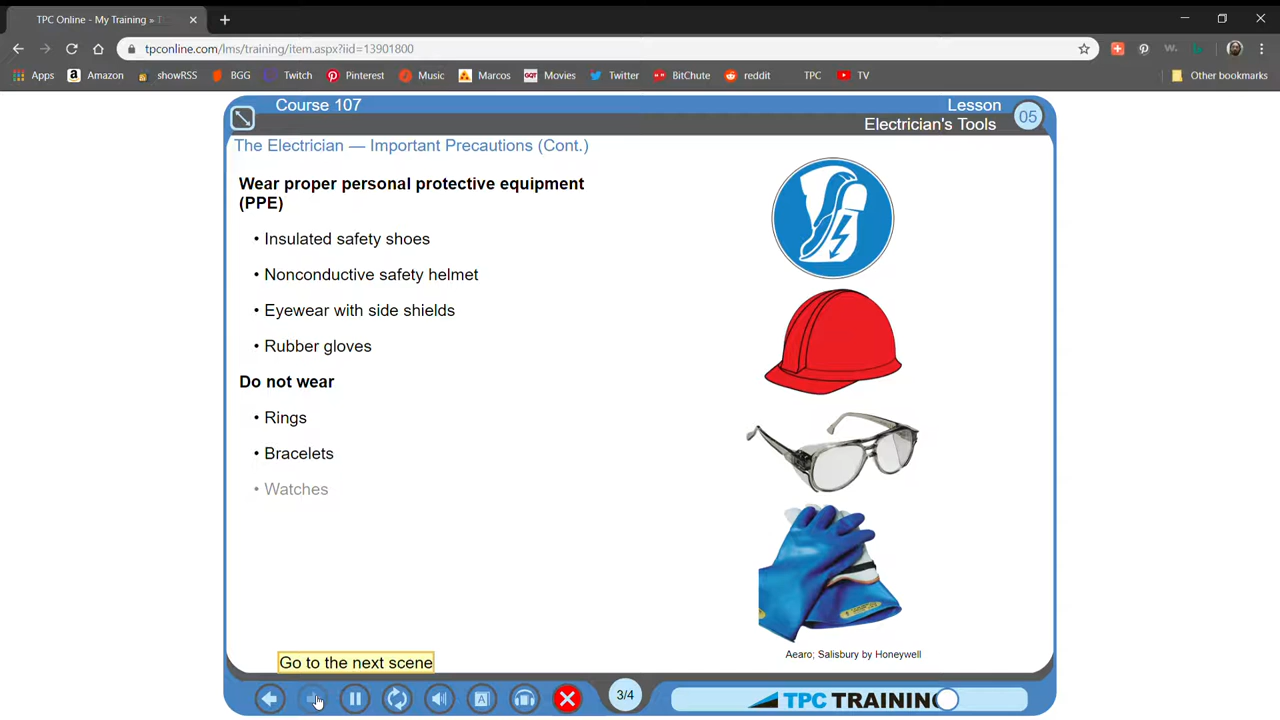 TPC Online - My Training »
tpconline.com/lms/training/item.aspx?iid=13901800
Apps Amazon showRSS BGG Twitch Pinterest Music Marcos GQT Movies Twitter BitChute reddit TPC TV Other bookmarks
Course 107
Lesson 05
Electrician's Tools
The Electrician — Important Precautions (Cont.)
Wear proper personal protective equipment
(PPE)
• Insulated safety shoes
• Nonconductive safety helmet
• Eyewear with side shields
• Rubber gloves
Do not wear
• Rings
• Bracelets
• Watches
Aearo; Salisbury by Honeywell
Go to the next scene
A
3/4
TPC TRAINING